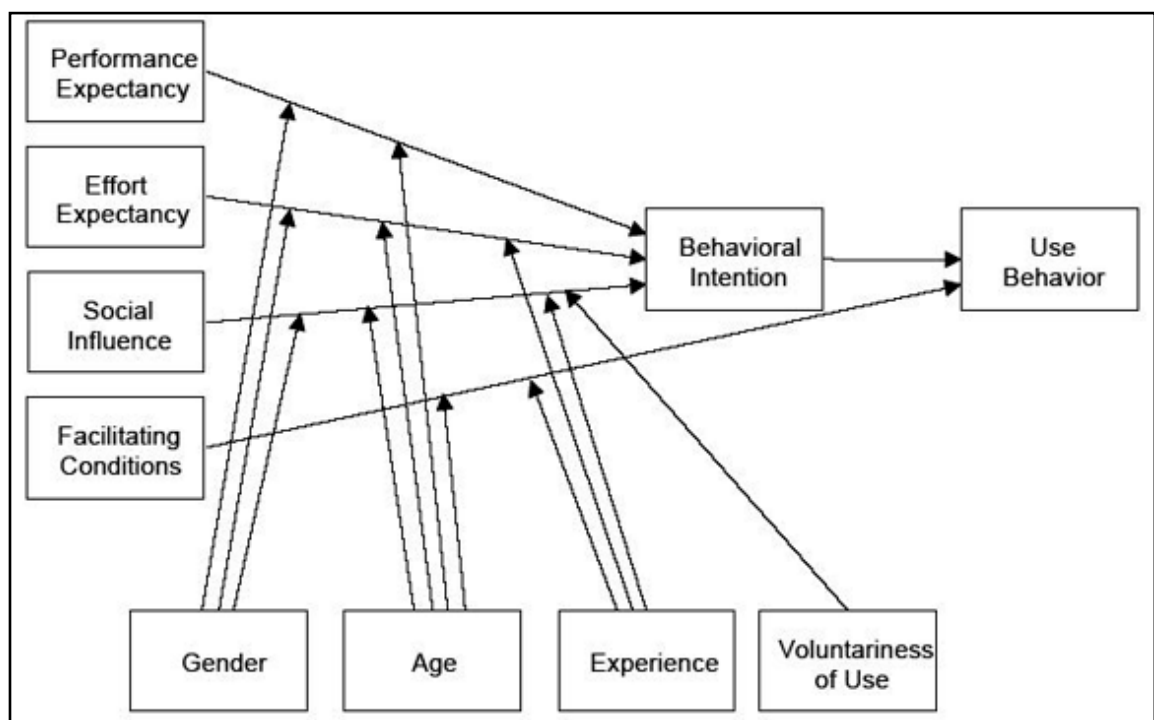 Performance
Expectancy
Effort
Expectancy
Social
Influence
Facilitating
Conditions
Behavioral
Intention
Use
Behavior
Gender
Age
Experience
Voluntariness
of Use